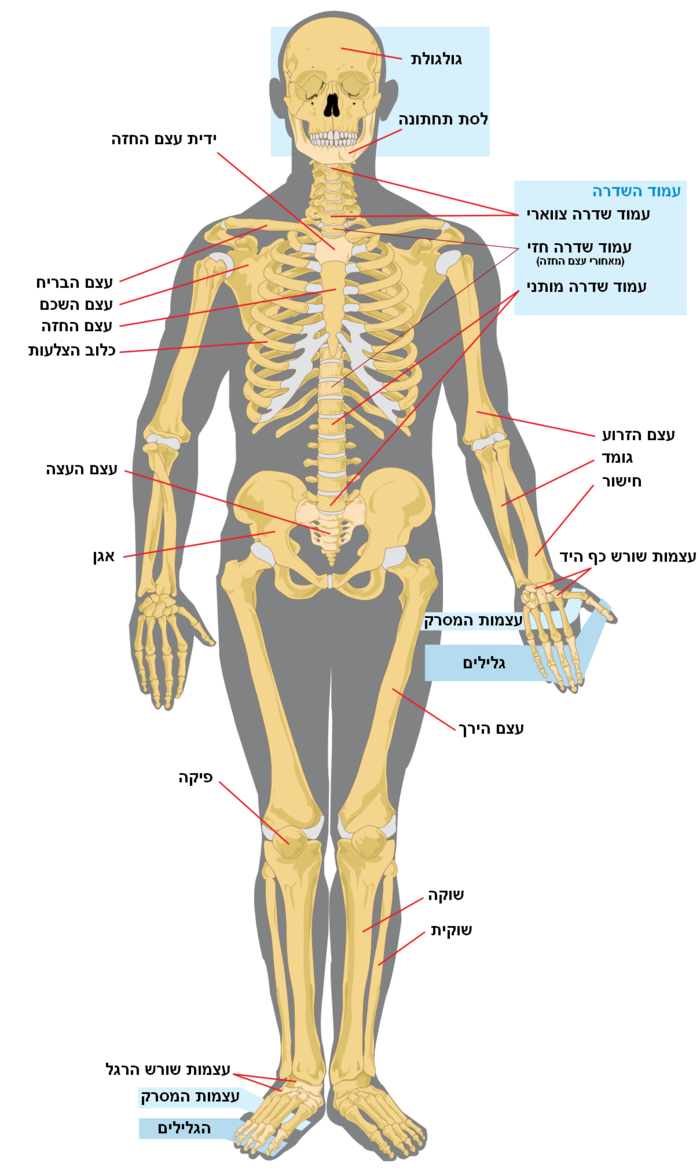 גולגולת
לסת תחתונה
ידית עצם החזה
עמוד השדרה
עמוד שדרה צווארי
עמוד שדרה חזי
(מאחורי עצם החזה)
עמוד שדרה מותני
עצם הבריח
עצם השכם
עצם החזה
כלוב הצלעות
עצם הזרוע
גומד
חישור
עצם העצה
אגן
עצמות שורש כף היד
עצמות המסרק
גלילים
עצם הירך
פיקה
שוקה
שוקית
עצמות שורש הרגל
עצמות המסרק
הגלילים